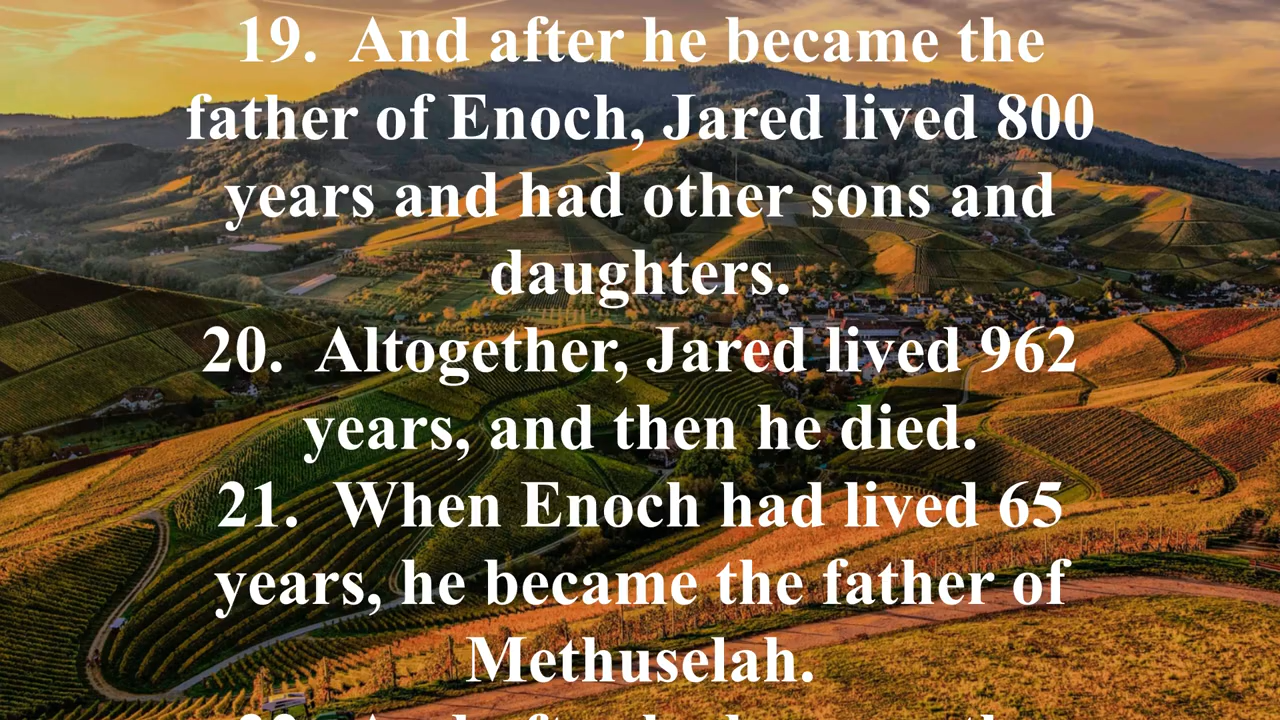 19. And after he became the
father of Enoch, Jared lived 800
years and had other sons and
daughters.
20. Altogether, Jared lived 962
years, and then he died.
21. When Enoch had lived 65
years, he became the father of
Methuselah.